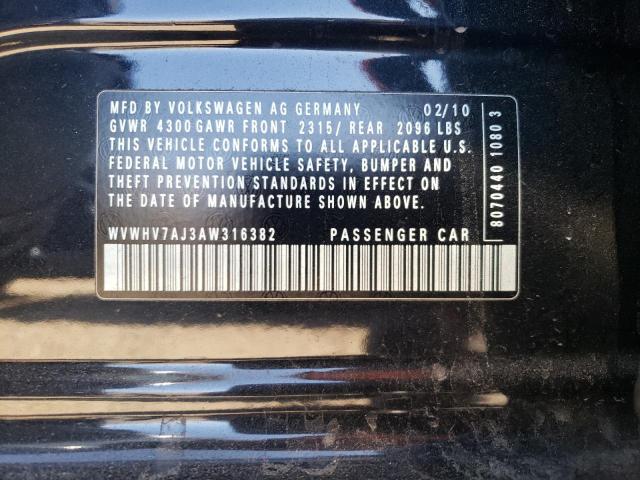 MFD BY VOLKSWAGEN AG GERMANY 02/10
GVWR 4300 GAWR FRONT 2315/ REAR 2096 LBS
THIS VEHICLE CONFORMS TO ALL APPLICABLE U.S.
FEDERAL MOTOR VEHICLE SAFETY, BUMPER AND
THEFT PREVENTION STANDARDS IN EFFECT ON
THE DATE OF MANUFACTURE SHOWN ABOVE.
WVWHV7AJ3AW316382 PASSENGER CAR
8070440 1080 3